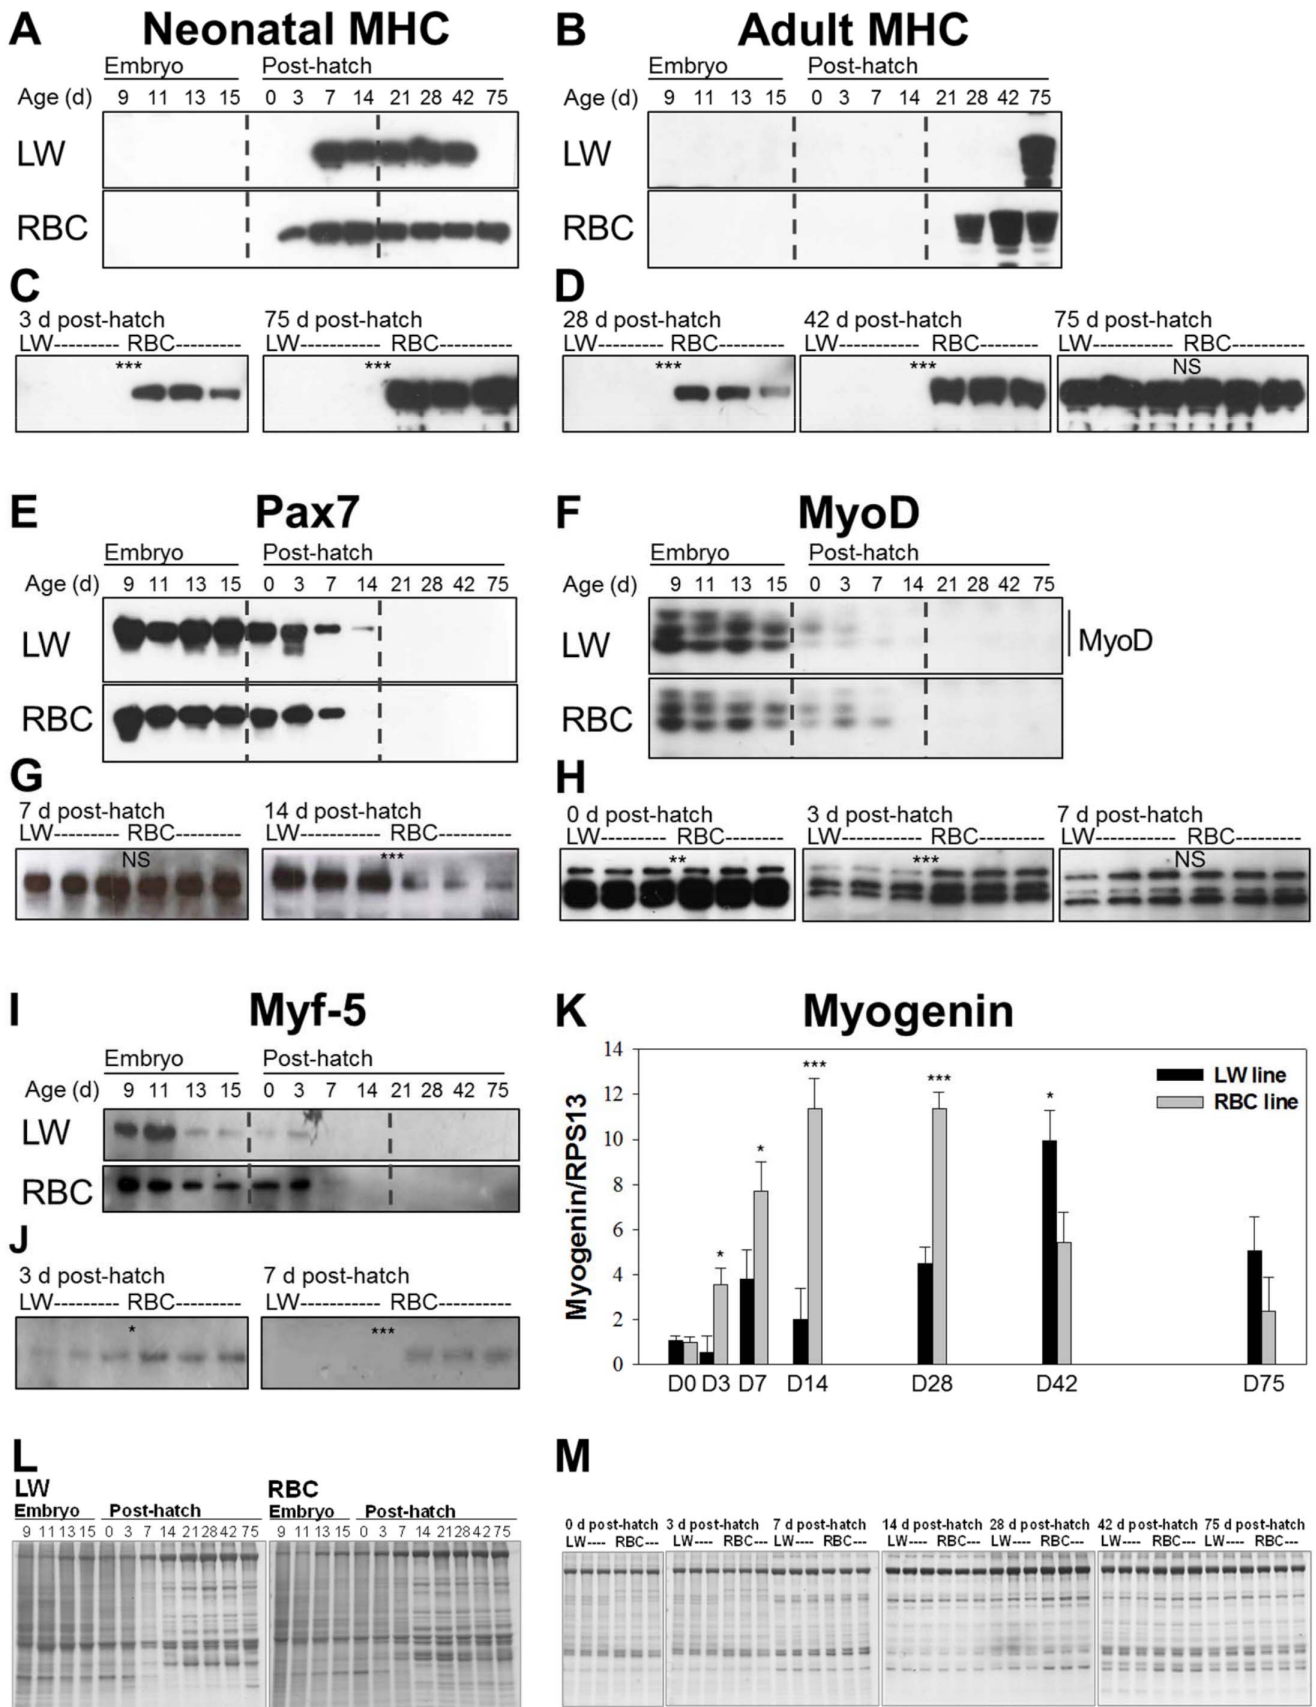 A Neonatal MHC
Embryo Post-hatch
Age (d) 9 11 13 15 0 3 7 14 21 28 42 75
LW
RBC
B Adult MHC
Embryo Post-hatch
Age (d) 9 11 13 15 0 3 7 14 21 28 42 75
LW
RBC
C
3 d post-hatch 75 d post-hatch
LW---------- RBC---------- LW----------- RBC-----------
*** ***
D
28 d post-hatch 42 d post-hatch 75 d post-hatch
LW---------- RBC---------- LW---------- RBC---------- LW----------- RBC-----------
*** *** NS
E Pax7
Embryo Post-hatch
Age (d) 9 11 13 15 0 3 7 14 21 28 42 75
LW
RBC
F MyoD
Embryo Post-hatch
Age (d) 9 11 13 15 0 3 7 14 21 28 42 75
LW MyoD
RBC
G
7 d post-hatch 14 d post-hatch
LW---------- RBC---------- LW----------- RBC-----------
NS ***
H
0 d post-hatch 3 d post-hatch 7 d post-hatch
LW---------- RBC---------- LW---------- RBC---------- LW----------- RBC-----------
** *** NS
I Myf-5
Embryo Post-hatch
Age (d) 9 11 13 15 0 3 7 14 21 28 42 75
LW
RBC
J
3 d post-hatch 7 d post-hatch
LW---------- RBC---------- LW----------- RBC-----------
* ***
K Myogenin
14
12
10
8
6
4
2
0
Myogenin/RPS13
LW line
RBC line
* * *** *** *
D0 D3 D7 D14 D28 D42 D75
L
LW RBC
Embryo Post-hatch Embryo Post-hatch
9 11 13 15 0 3 7 14 21 28 42 75 9 11 13 15 0 3 7 14 21 28 42 75
M
0 d post-hatch 3 d post-hatch 7 d post-hatch 14 d post-hatch 28 d post-hatch 42 d post-hatch 75 d post-hatch
LW---- RBC--- LW---- RBC--- LW---- RBC--- LW---- RBC--- LW---- RBC--- LW---- RBC--- LW---- RBC---